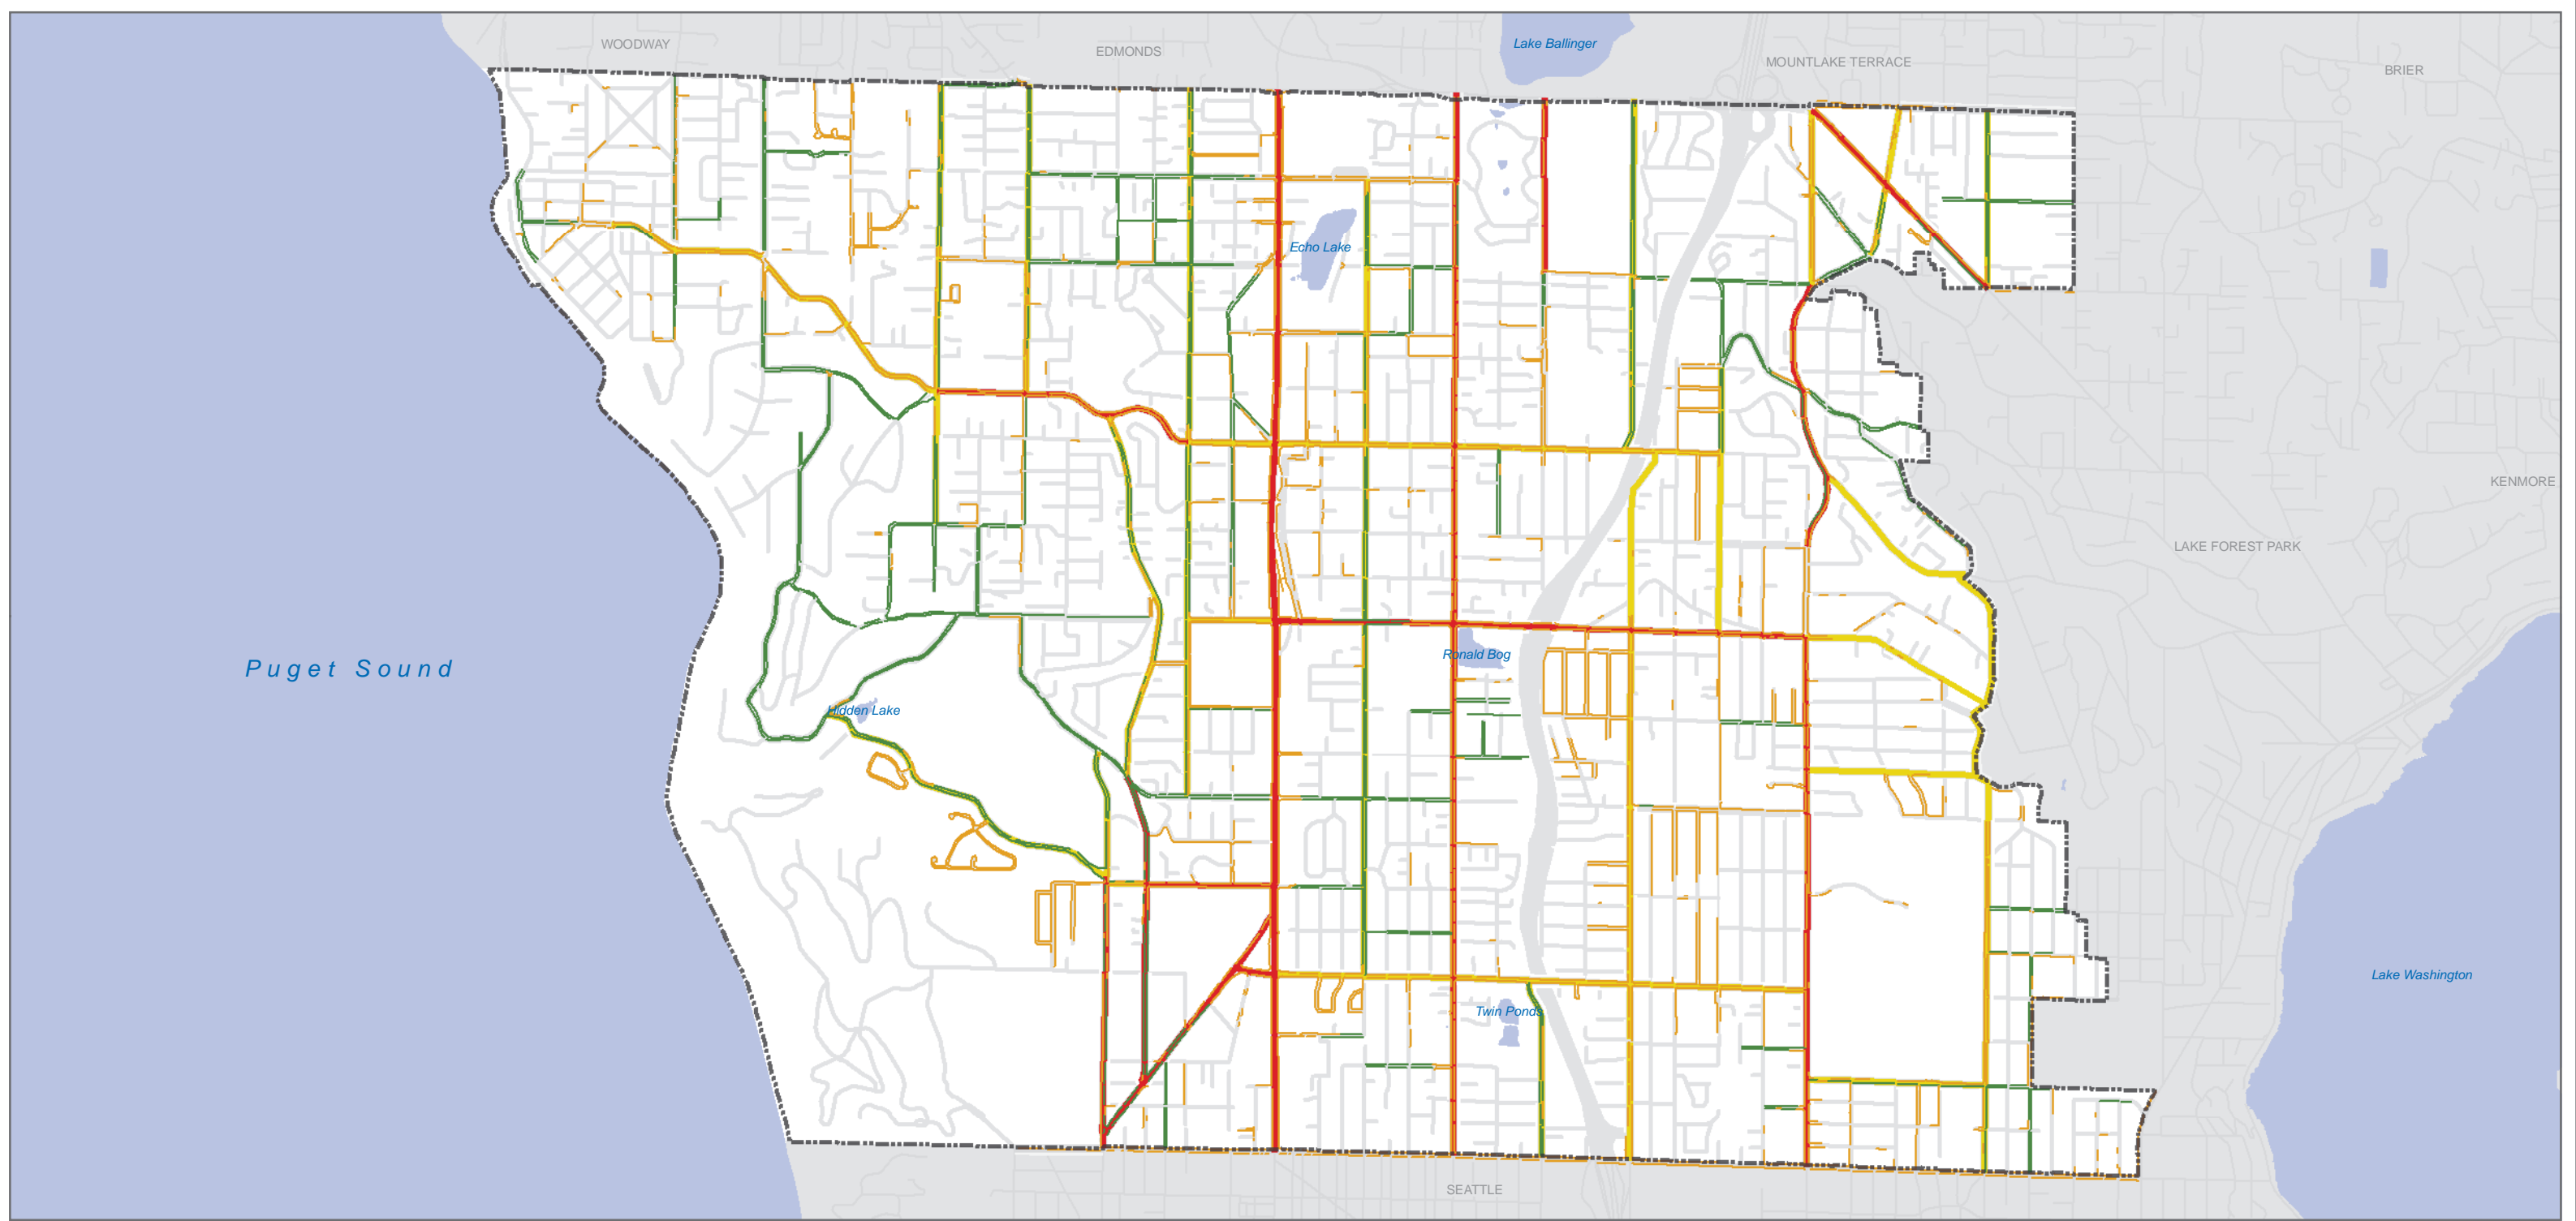 WOODWAY
EDMONDS
Lake Ballinger
MOUNTLAKE TERRACE
BRIER
Echo Lake
KENMORE
LAKE FOREST PARK
Puget Sound
Ronald Bog
Hidden Lake
Lake Washington
Twin Ponds
SEATTLE